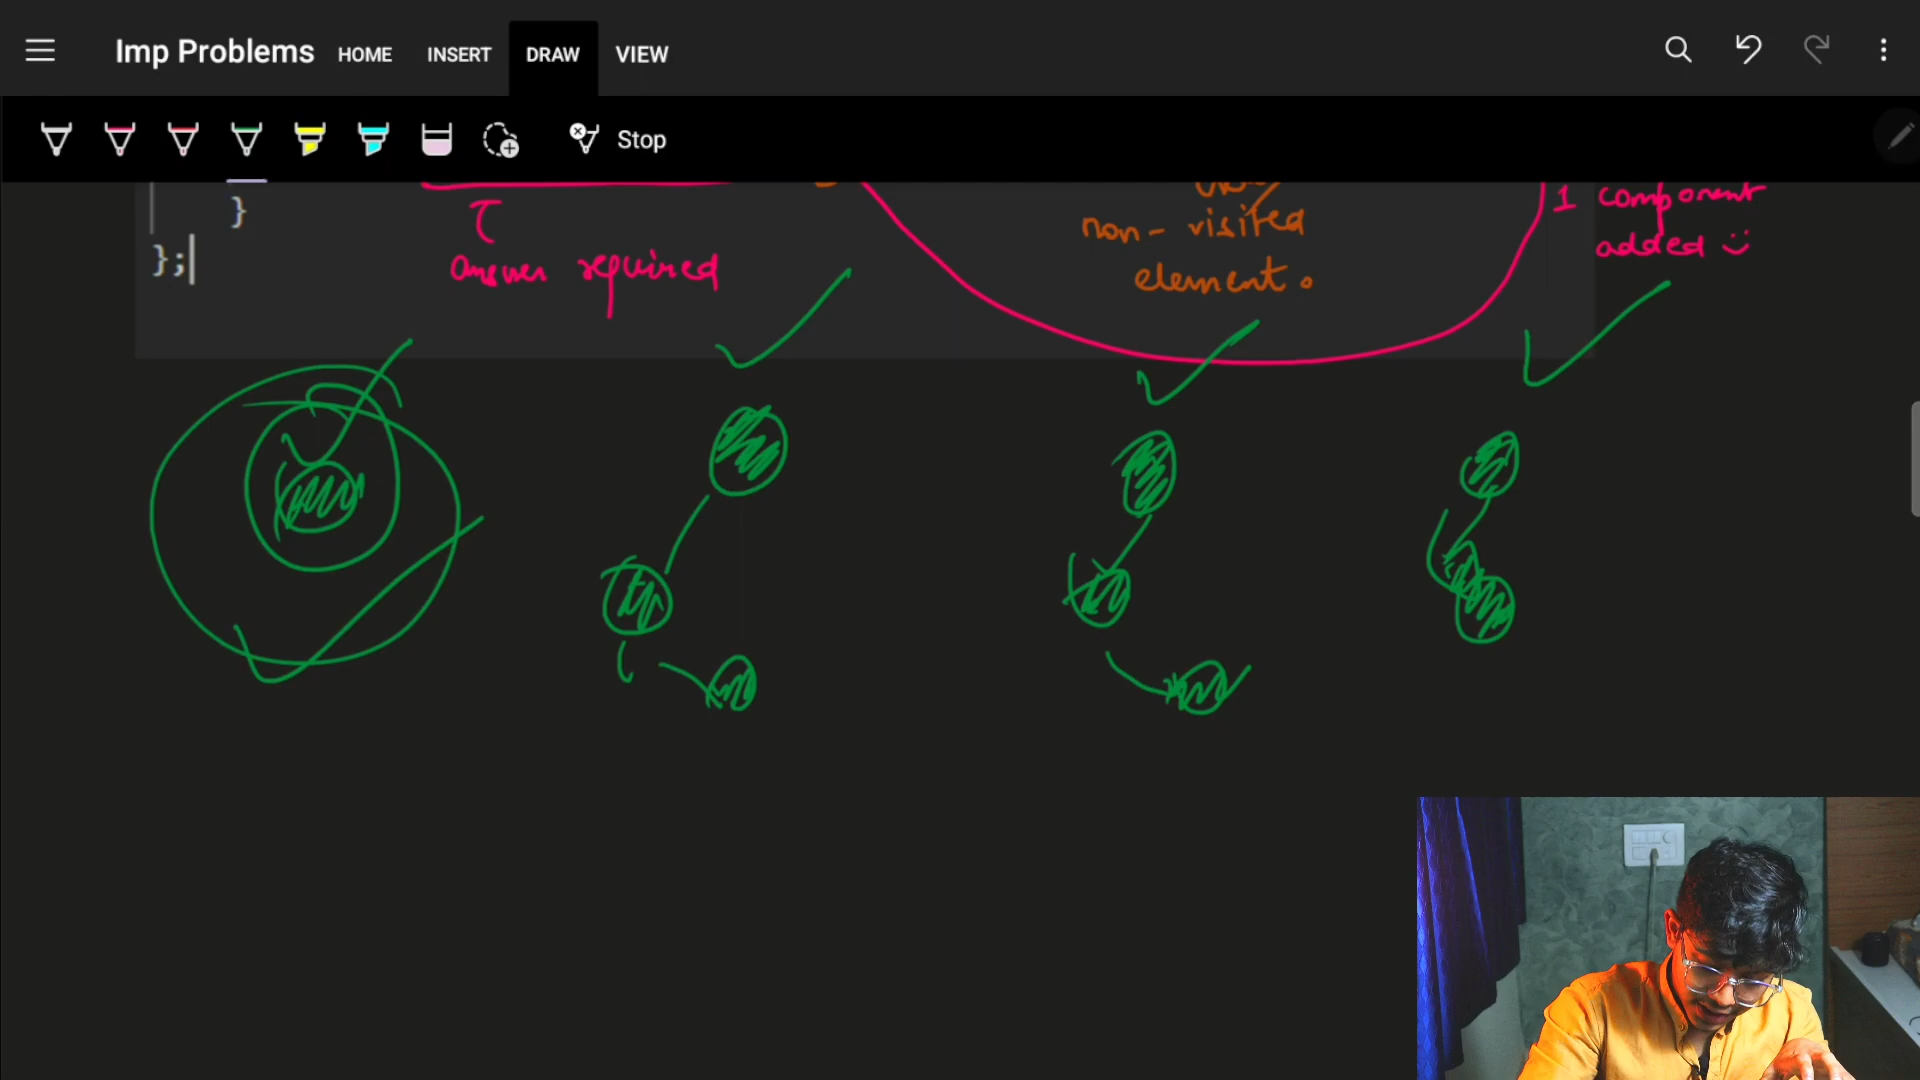 Imp Problems HOME INSERT DRAW VIEW
Stop
}
};
answer required
non - visited
element.
1 component
added :)